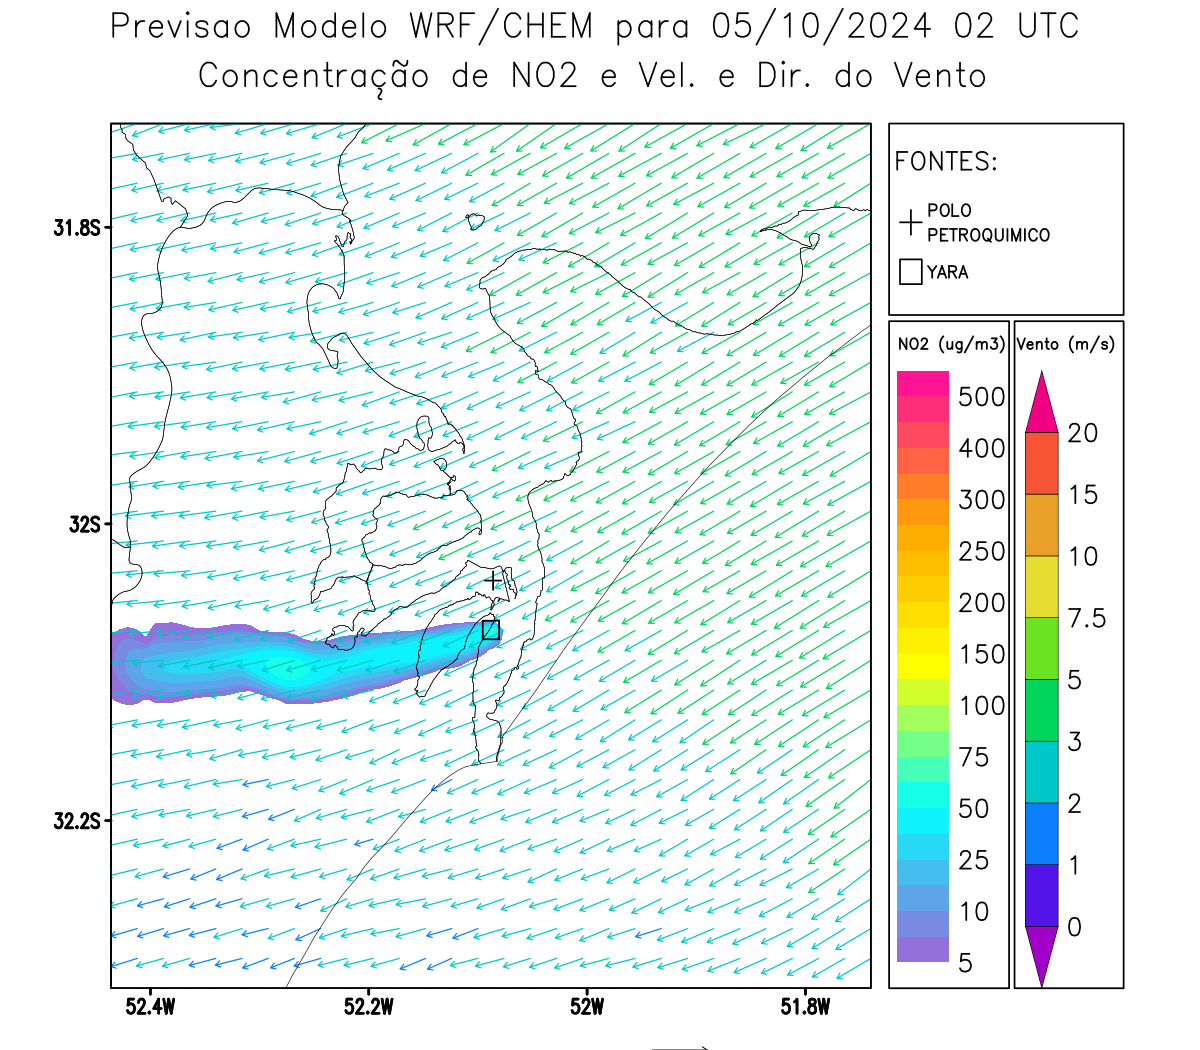 Previsao Modelo WRF/CHEM para 05/10/2024 02 UTC
Concentração de NO2 e Vel. e Dir. do Vento
FONTES:
POLO
PETROQUIMICO
YARA
NO2 (ug/m3)
500
400
300
250
200
150
100
75
50
25
10
5
Vento (m/s)
20
15
10
7.5
5
3
2
1
0
31.8S
32S
32.2S
52.4W
52.2W
52W
51.8W